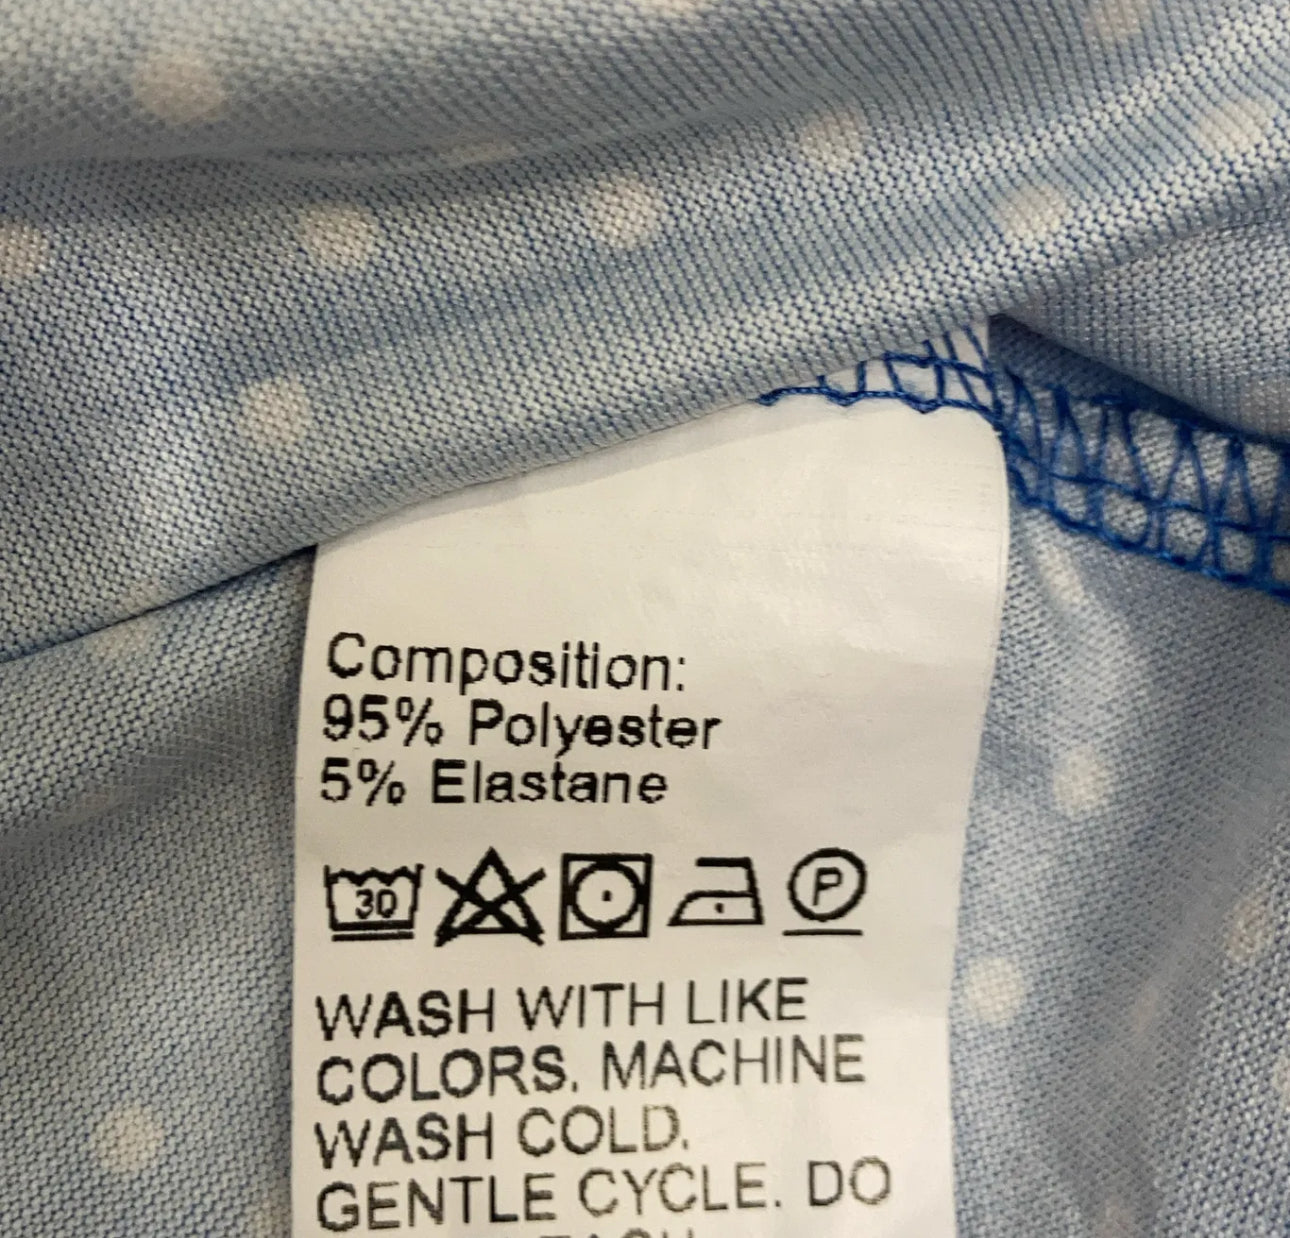 Composition:
95% Polyester
5% Elastane
30 P
WASH WITH LIKE
COLORS. MACHINE
WASH COLD.
GENTLE CYCLE. DO